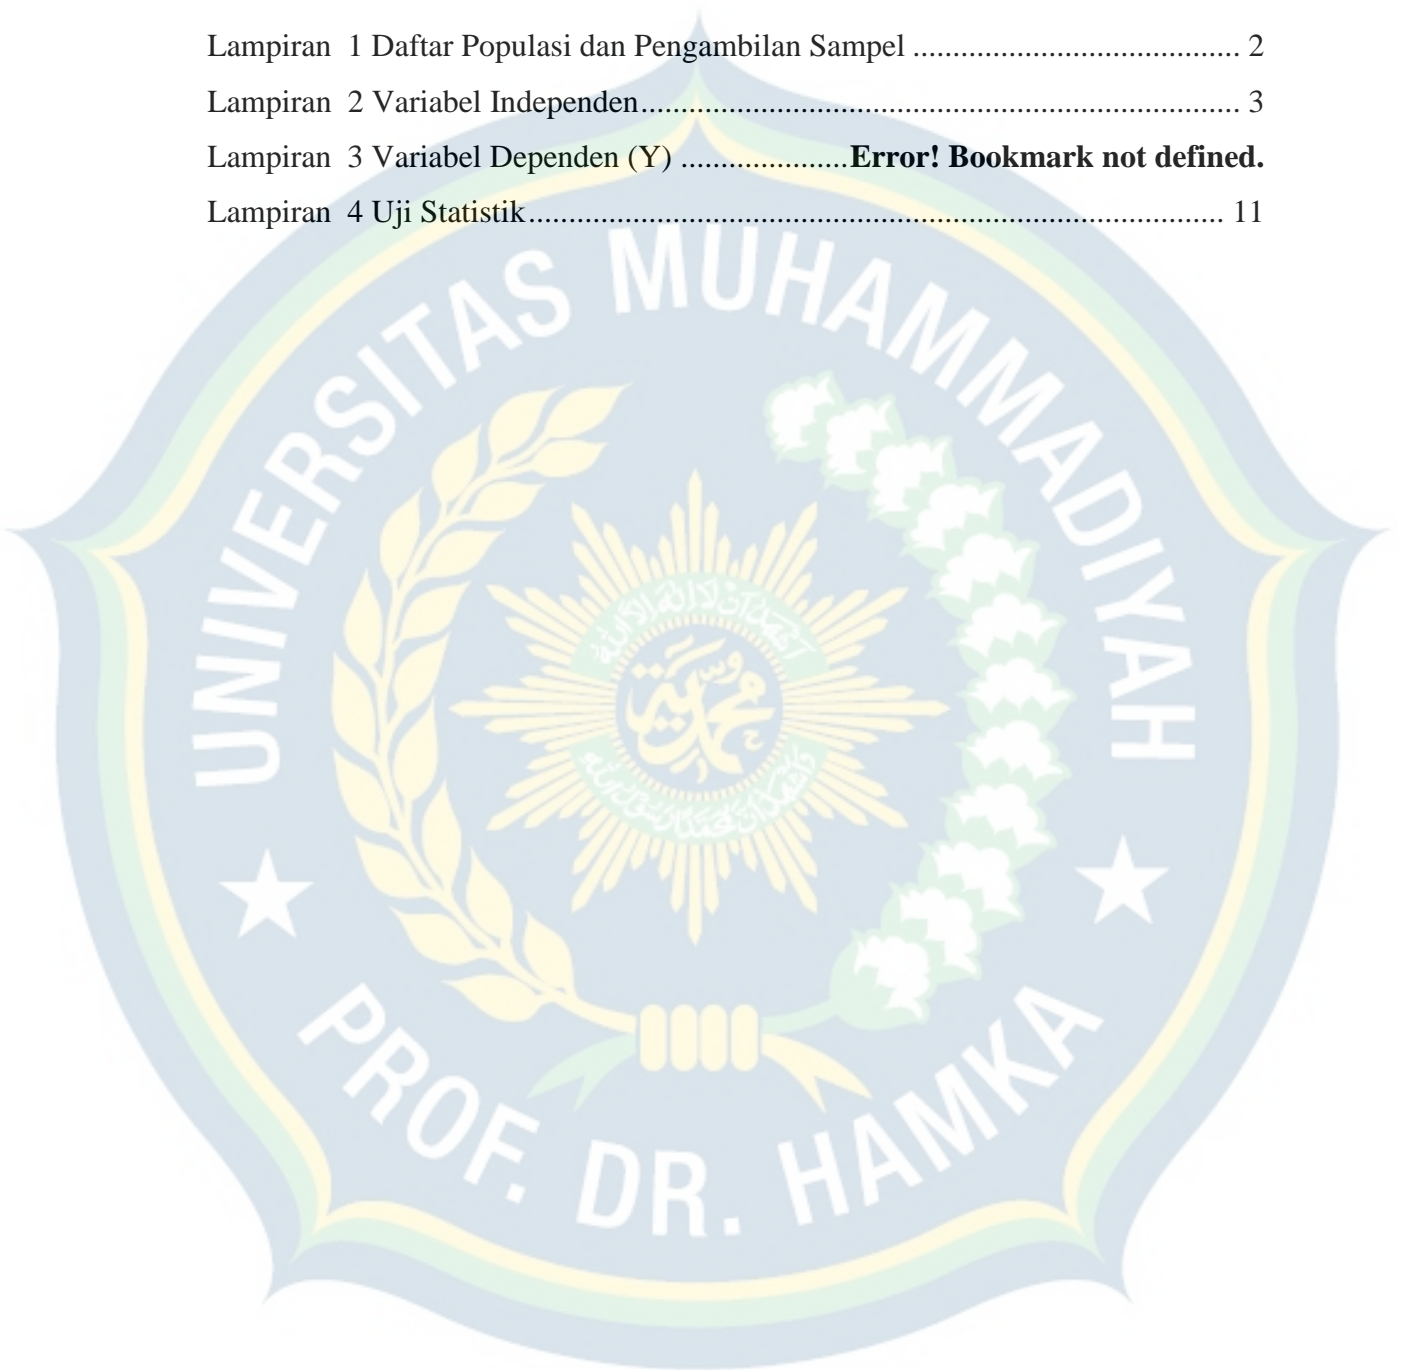 Lampiran  1 Daftar Populasi dan Pengambilan Sampel ......................................... 2
Lampiran  2 Variabel Independen........................................................................... 3
Lampiran  3 Variabel Dependen (Y) .....................Error! Bookmark not defined.
Lampiran  4 Uji Statistik....................................................................................... 11
UNIVERSITAS MUHAMMADIYAH
PROF. DR. HAMKA